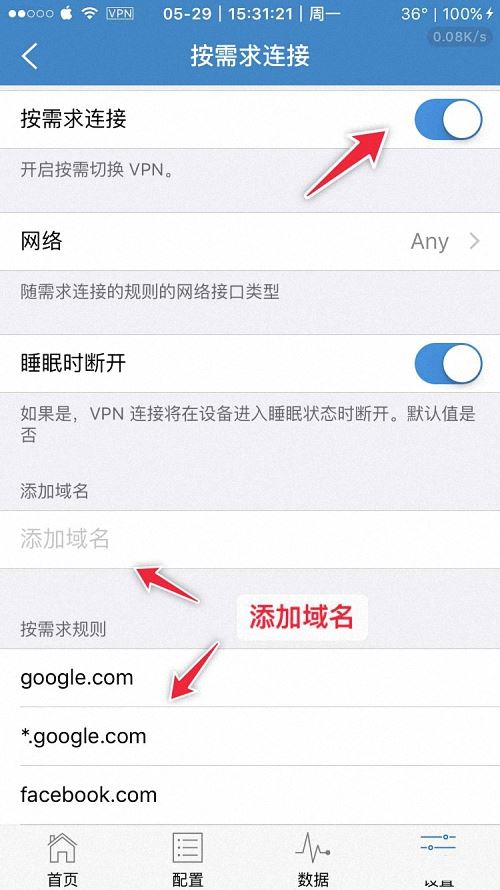 VPN 05-29 | 15:31:21 | 周一 36° | 100%
0.08K/s
按需求连接
按需求连接
开启按需切换 VPN。
网络 Any
随需求连接的规则的网络接口类型
睡眠时断开
如果是，VPN 连接将在设备进入睡眠状态时断开。默认值是
否
添加域名
添加域名
添加域名
按需求规则
google.com
*.google.com
facebook.com
首页 配置 数据